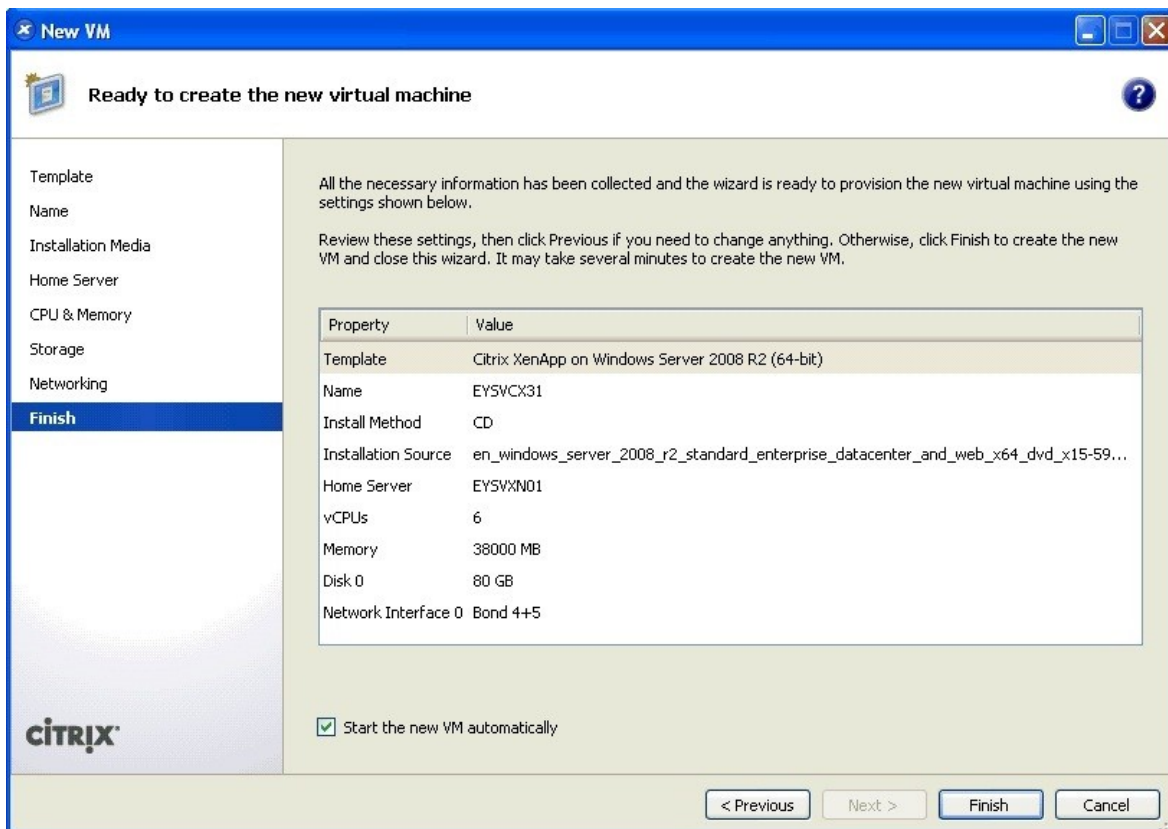 New VM
Ready to create the new virtual machine
?
Template
Name
Installation Media
Home Server
CPU & Memory
Storage
Networking
Finish
All the necessary information has been collected and the wizard is ready to provision the new virtual machine using the
settings shown below.
Review these settings, then click Previous if you need to change anything. Otherwise, click Finish to create the new
VM and close this wizard. It may take several minutes to create the new VM.
Property Value
Template Citrix XenApp on Windows Server 2008 R2 (64-bit)
Name EYSVCX31
Install Method CD
Installation Source en_windows_server_2008_r2_standard_enterprise_datacenter_and_web_x64_dvd_x15-59...
Home Server EYSVXN01
vCPUs 6
Memory 38000 MB
Disk 0 80 GB
Network Interface 0 Bond 4+5
Start the new VM automatically
CITRIX
< Previous Next > Finish Cancel